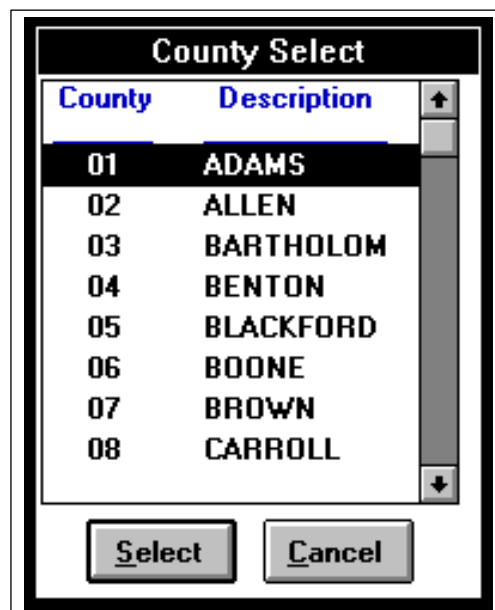 County Select
County Description
01 ADAMS
02 ALLEN
03 BARTHOLOM
04 BENTON
05 BLACKFORD
06 BOONE
07 BROWN
08 CARROLL
Select Cancel